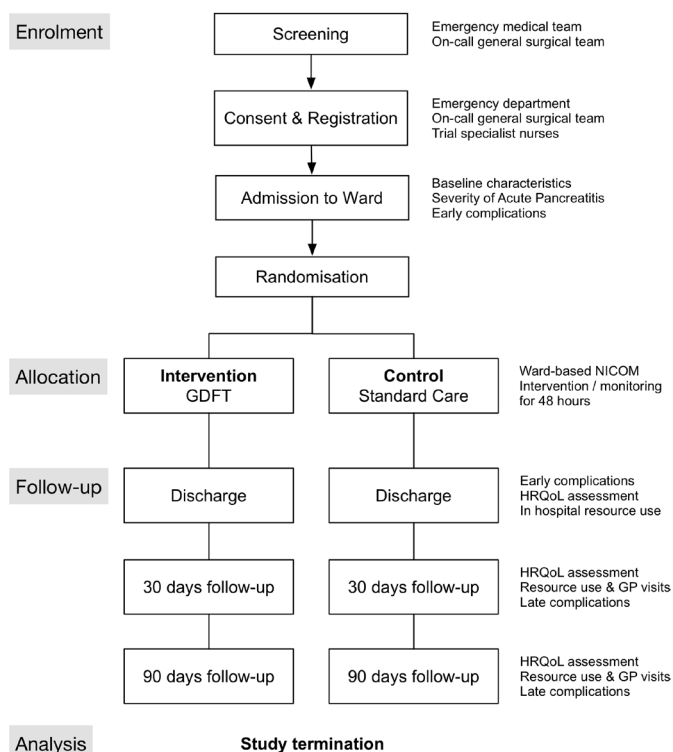 Enrolment
Screening
Emergency medical team
On-call general surgical team
Consent & Registration
Emergency department
On-call general surgical team
Trial specialist nurses
Admission to Ward
Baseline characteristics
Severity of Acute Pancreatitis
Early complications
Randomisation
Allocation
Intervention
GDFT
Control
Standard Care
Ward-based NICOM
Intervention / monitoring
for 48 hours
Follow-up
Discharge
Discharge
Early complications
HRQoL assessment
In hospital resource use
30 days follow-up
30 days follow-up
HRQoL assessment
Resource use & GP visits
Late complications
90 days follow-up
90 days follow-up
HRQoL assessment
Resource use & GP visits
Late complications
Analysis
Study termination